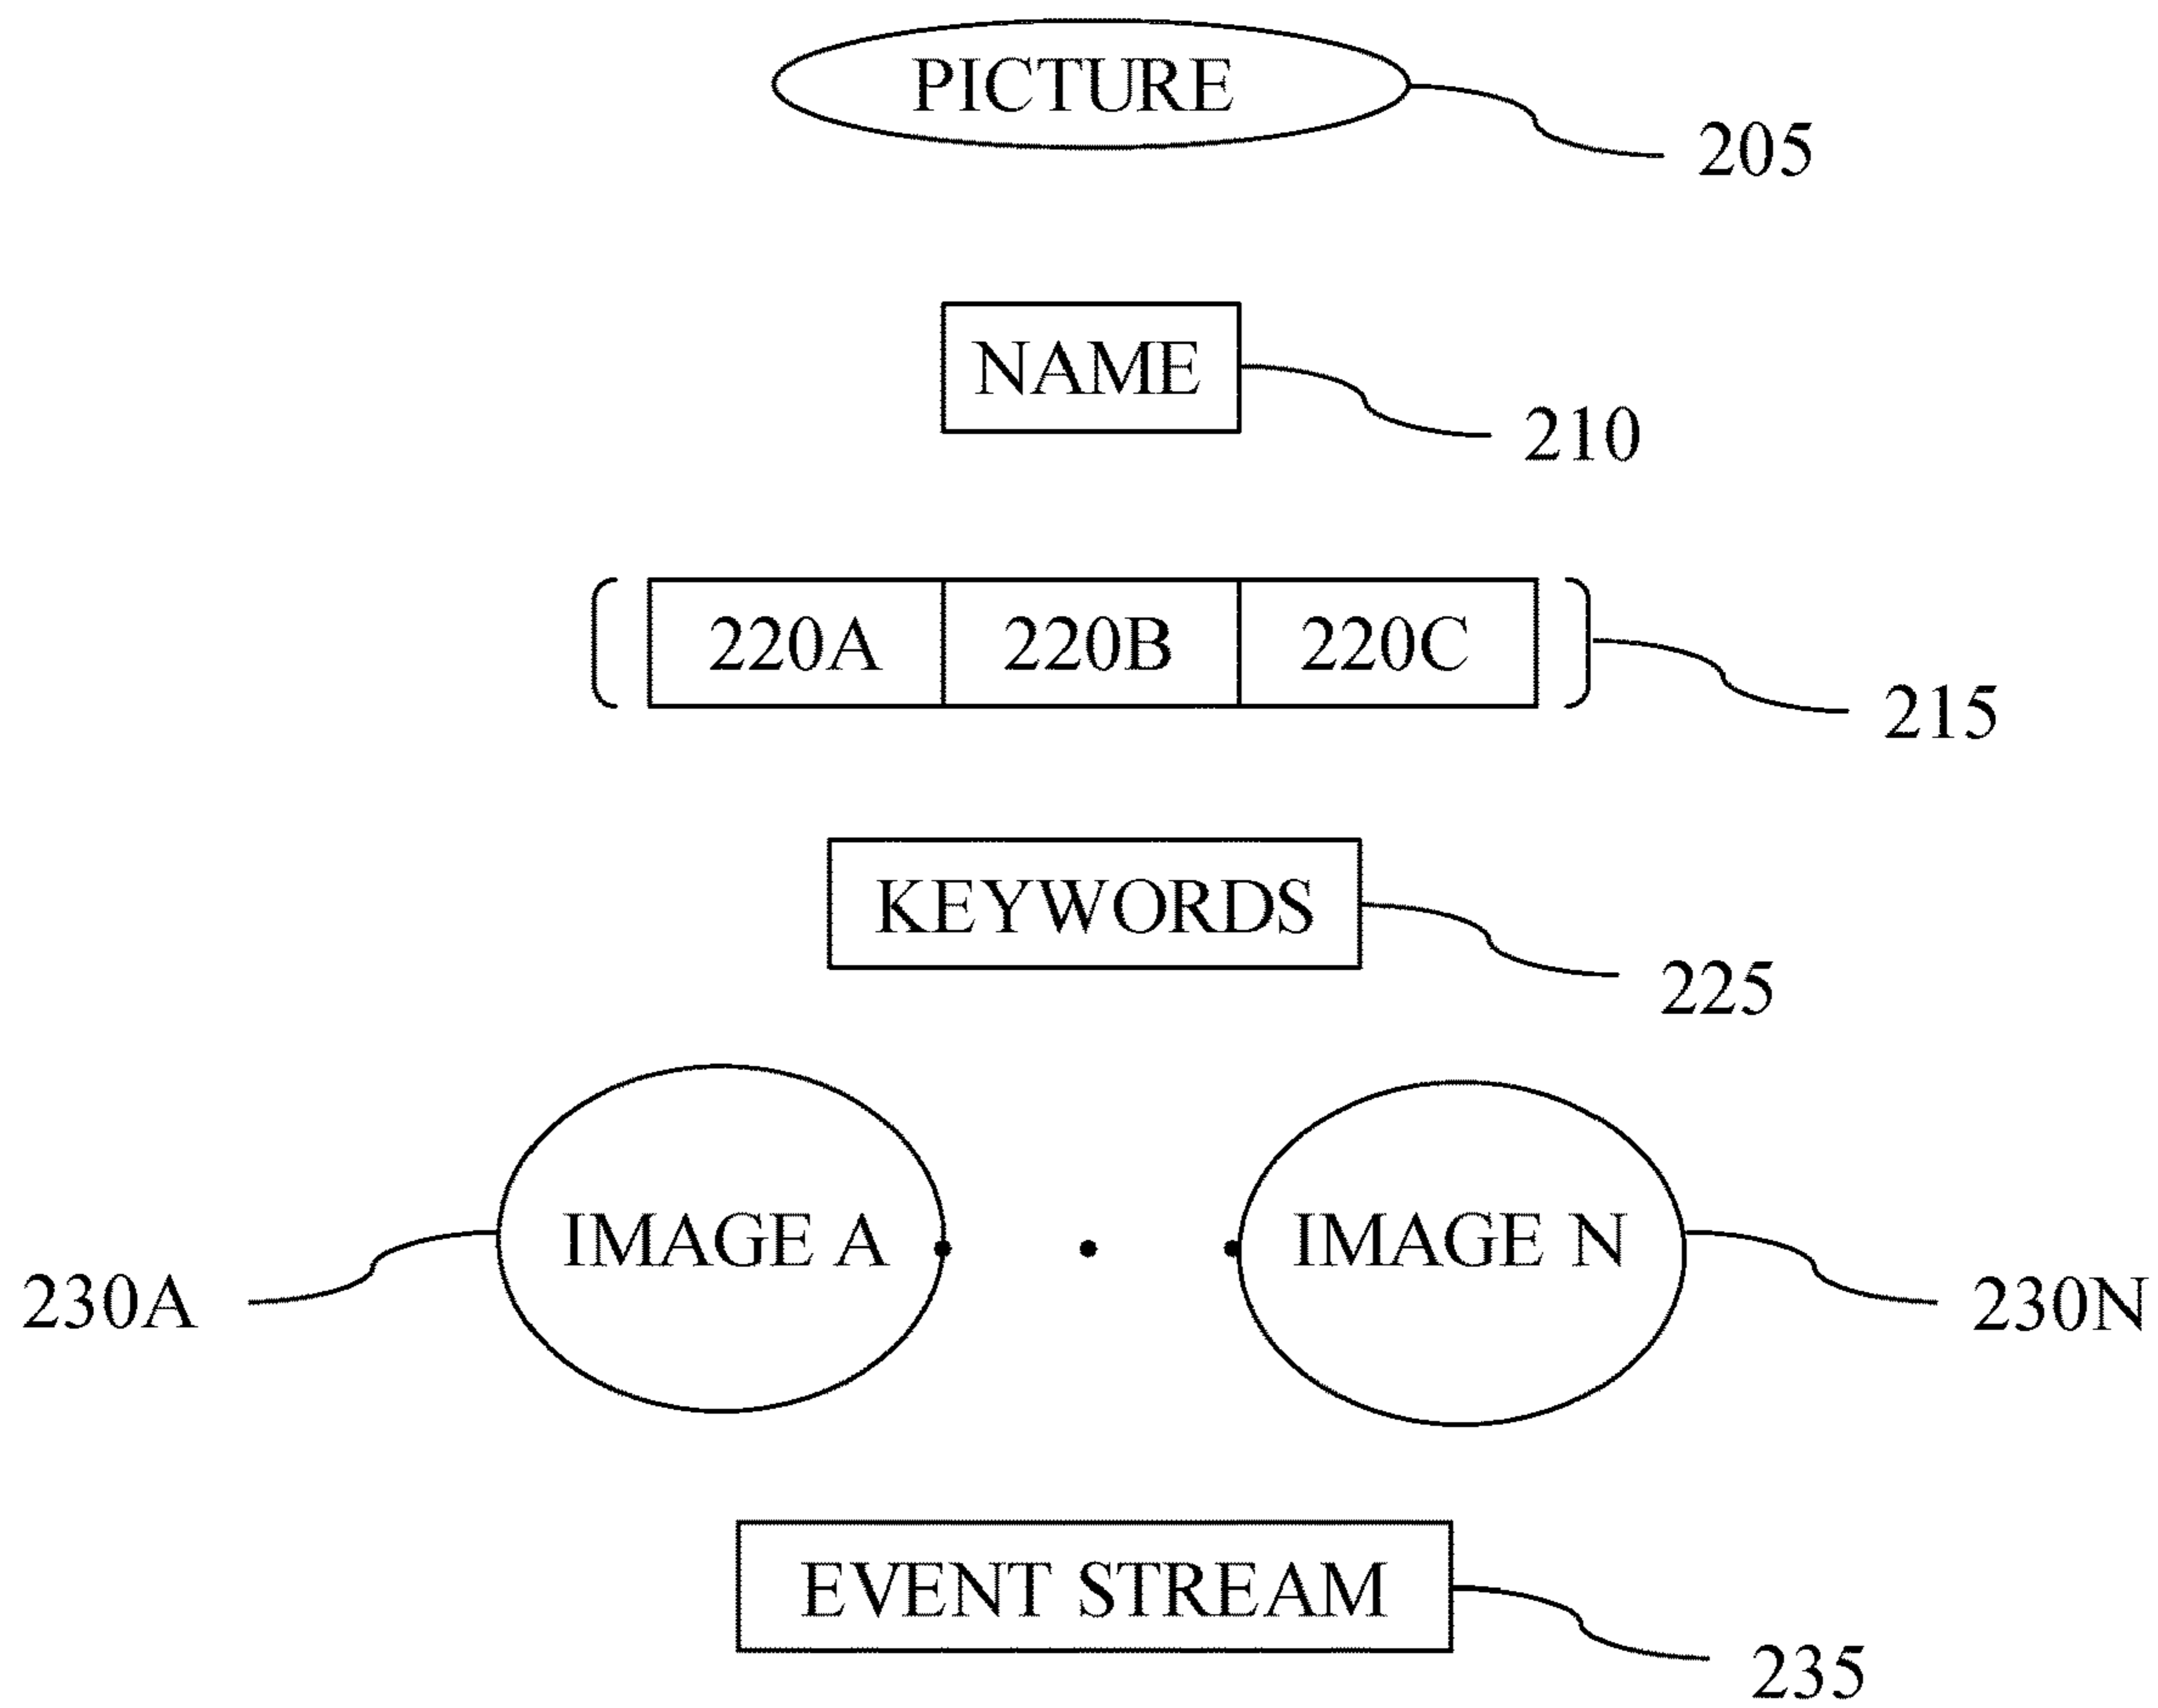 PICTURE
205
NAME
210
220A 220B 220C
215
KEYWORDS
225
IMAGE A IMAGE N
230A 230N
EVENT STREAM
235